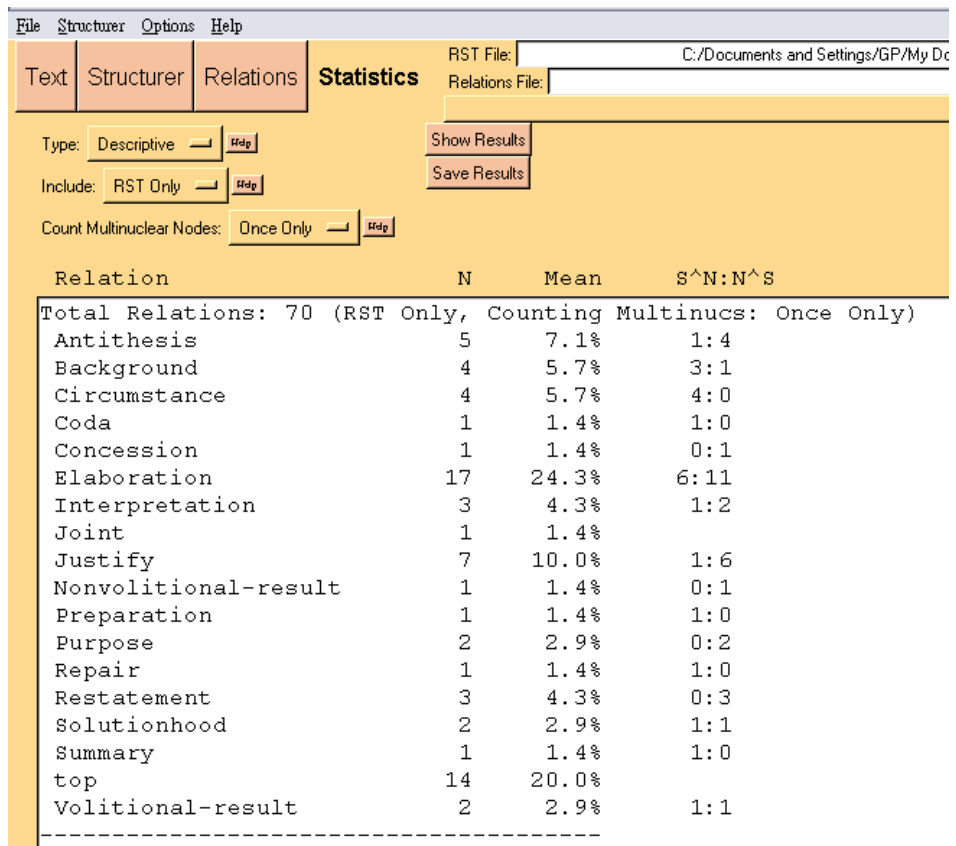 File Structurer Options Help
Text Structurer Relations Statistics
RST File: C:/Documents and Settings/GP/My Do
Relations File:
Type: Descriptive Help
Show Results
Include: RST Only Help
Save Results
Count Multinuclear Nodes: Once Only Help
Relation N Mean S^N:N^S
Total Relations: 70 (RST Only, Counting Multinucs: Once Only)
Antithesis 5 7.1% 1:4
Background 4 5.7% 3:1
Circumstance 4 5.7% 4:0
Coda 1 1.4% 1:0
Concession 1 1.4% 0:1
Elaboration 17 24.3% 6:11
Interpretation 3 4.3% 1:2
Joint 1 1.4%
Justify 7 10.0% 1:6
Nonvolitional-result 1 1.4% 0:1
Preparation 1 1.4% 1:0
Purpose 2 2.9% 0:2
Repair 1 1.4% 1:0
Restatement 3 4.3% 0:3
Solutionhood 2 2.9% 1:1
Summary 1 1.4% 1:0
top 14 20.0%
Volitional-result 2 2.9% 1:1
----------------------------------------